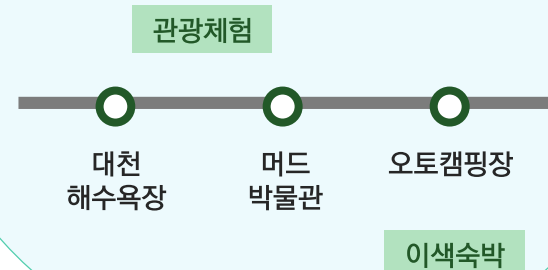 관광체험
대천
해수욕장
머드
박물관
오토캠핑장
이색숙박